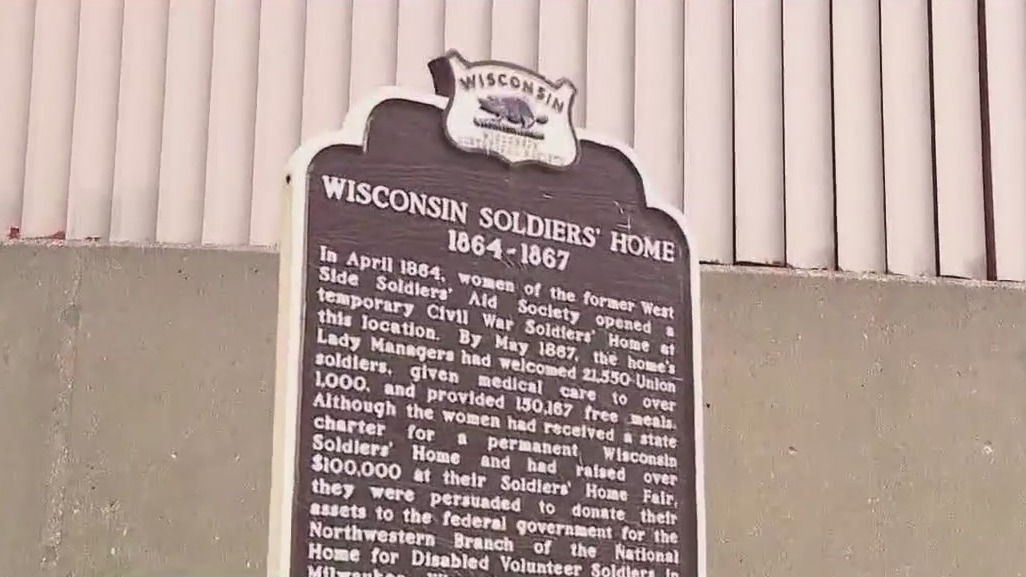 WISCONSIN
WISCONSIN SOLDIERS' HOME
1864-1867
In April 1864, women of the former West
Side Soldiers' Aid Society opened a
temporary Civil War Soldiers' Home at
this location. By May 1867, the home's
Lady Managers had welcomed 21,550 Union
soldiers, given medical care to over
1,000, and provided 150,167 free meals.
Although the women had received a state
charter for a permanent Wisconsin
Soldiers' Home and had raised over
$100,000 at their Soldiers' Home Fair,
they were persuaded to donate their
assets to the federal government for the
Northwestern Branch of the National
Home for Disabled Volunteer Soldiers in